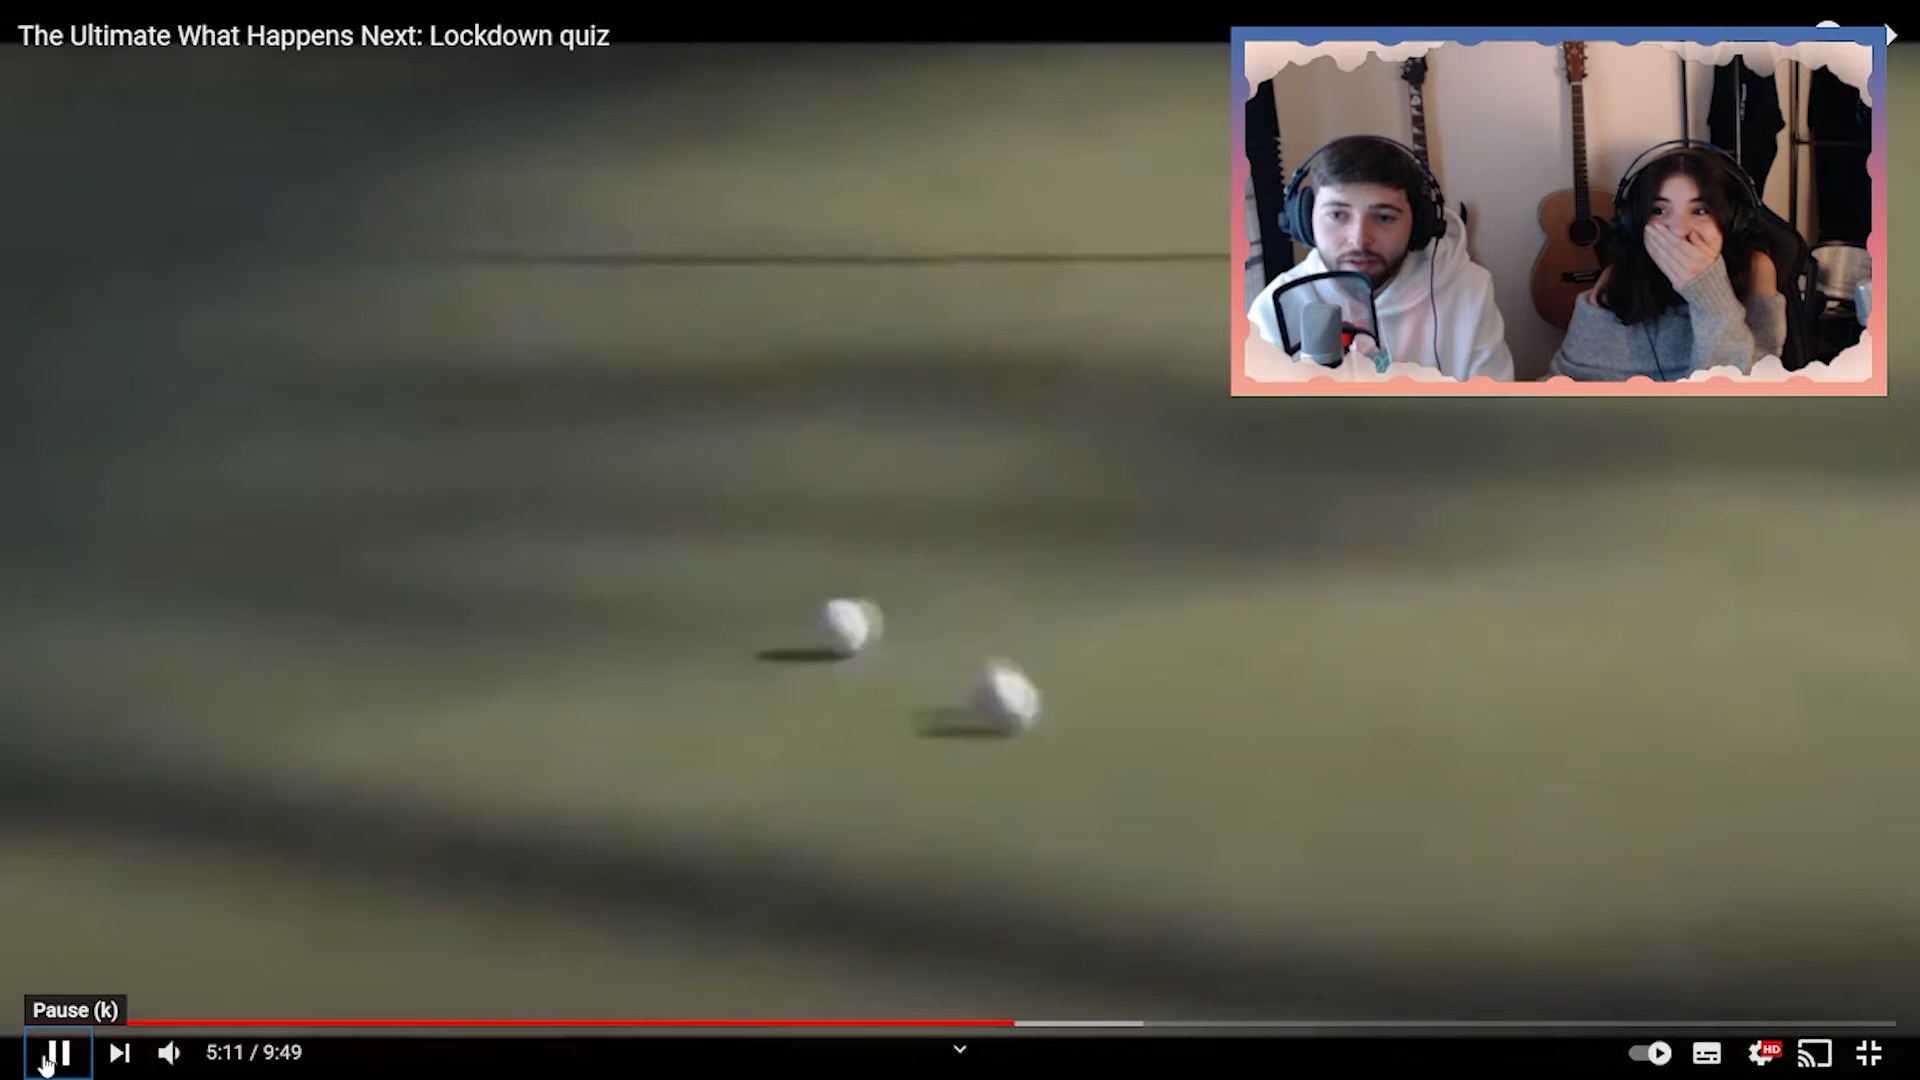 The Ultimate What Happens Next: Lockdown quiz
Pause (k)
5:11 / 9:49
HD